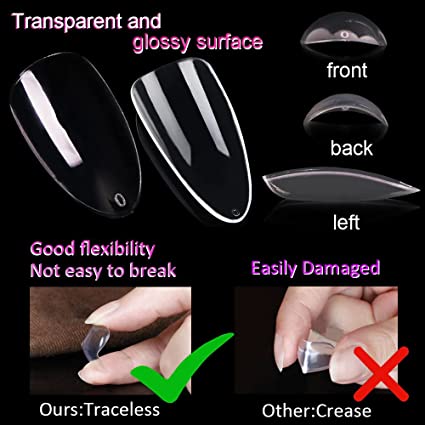 Transparent and
glossy surface
front
back
left
Good flexibility
Not easy to break
Easily Damaged
Ours:Traceless
Other:Crease